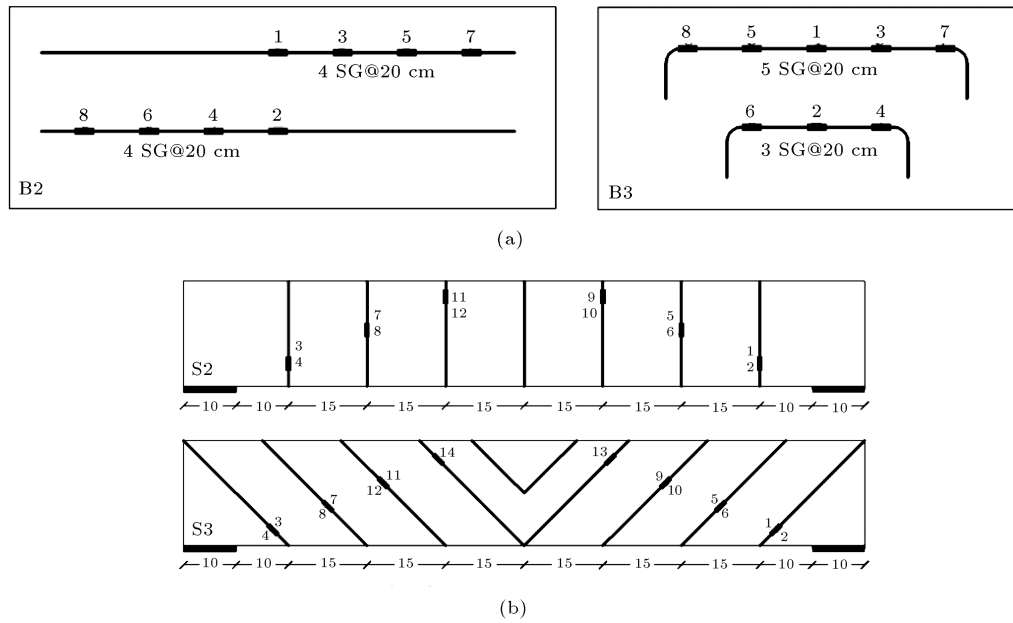 1 3 5 7
4 SG@20 cm
8 6 4 2
4 SG@20 cm
B2
8 5 1 3 7
5 SG@20 cm
6 2 4
3 SG@20 cm
B3
(a)
11 9
12 10
7 5
8 6
3 1
4 2
S2
10 10 15 15 15 15 15 15 10 10
14 13
11 9
12 10
7 5
8 6
3 1
4 2
S3
10 10 15 15 15 15 15 15 10 10
(b)